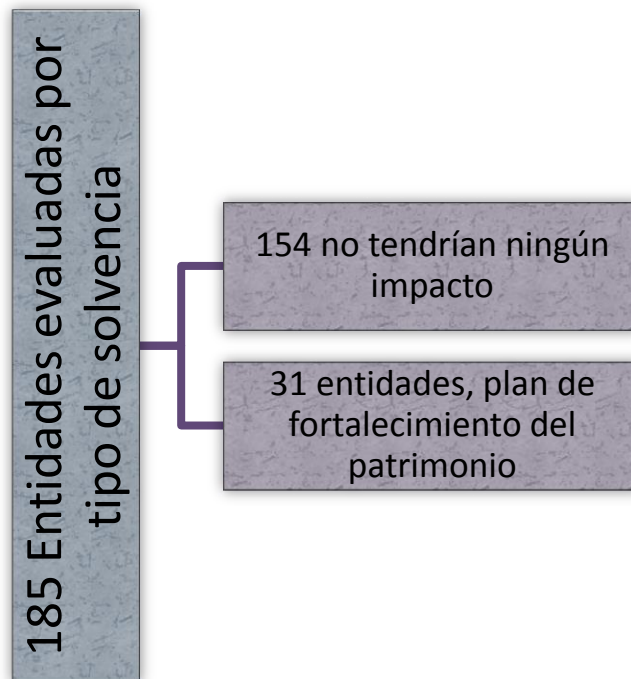 185 Entidades evaluadas por
tipo de solvencia
154 no tendrían ningún
impacto
31 entidades, plan de
fortalecimiento del
patrimonio